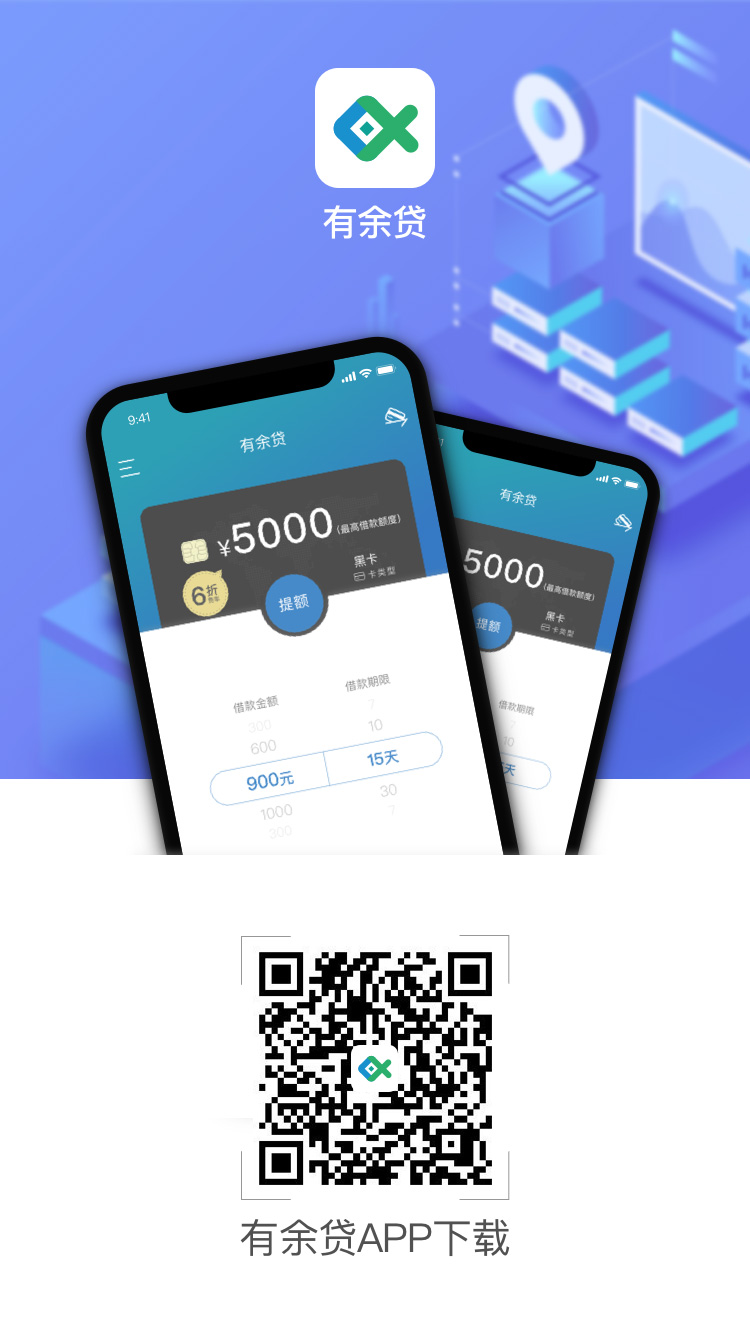 有余贷
9:41
有余贷
¥5000(最高借款额度)
黑卡
卡类型
6折
提额
借款金额
借款期限
300
7
600
10
900元
15天
1000
30
300
7
有余贷
5000(最高借款额度)
黑卡
卡类型
提额
借款期限
7
10
天
有余贷APP下载